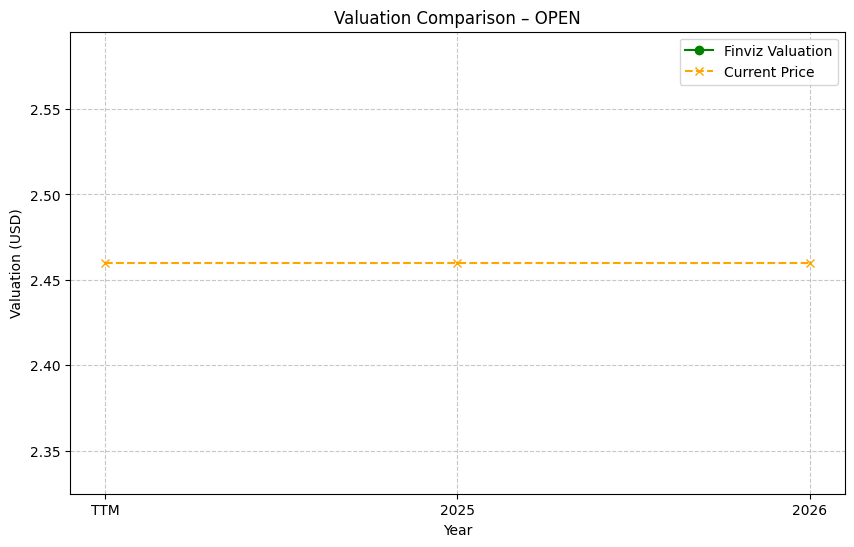 Valuation Comparison – OPEN
Finviz Valuation
Current Price
Valuation (USD)
2.55
2.50
2.45
2.40
2.35
TTM
2025
2026
Year